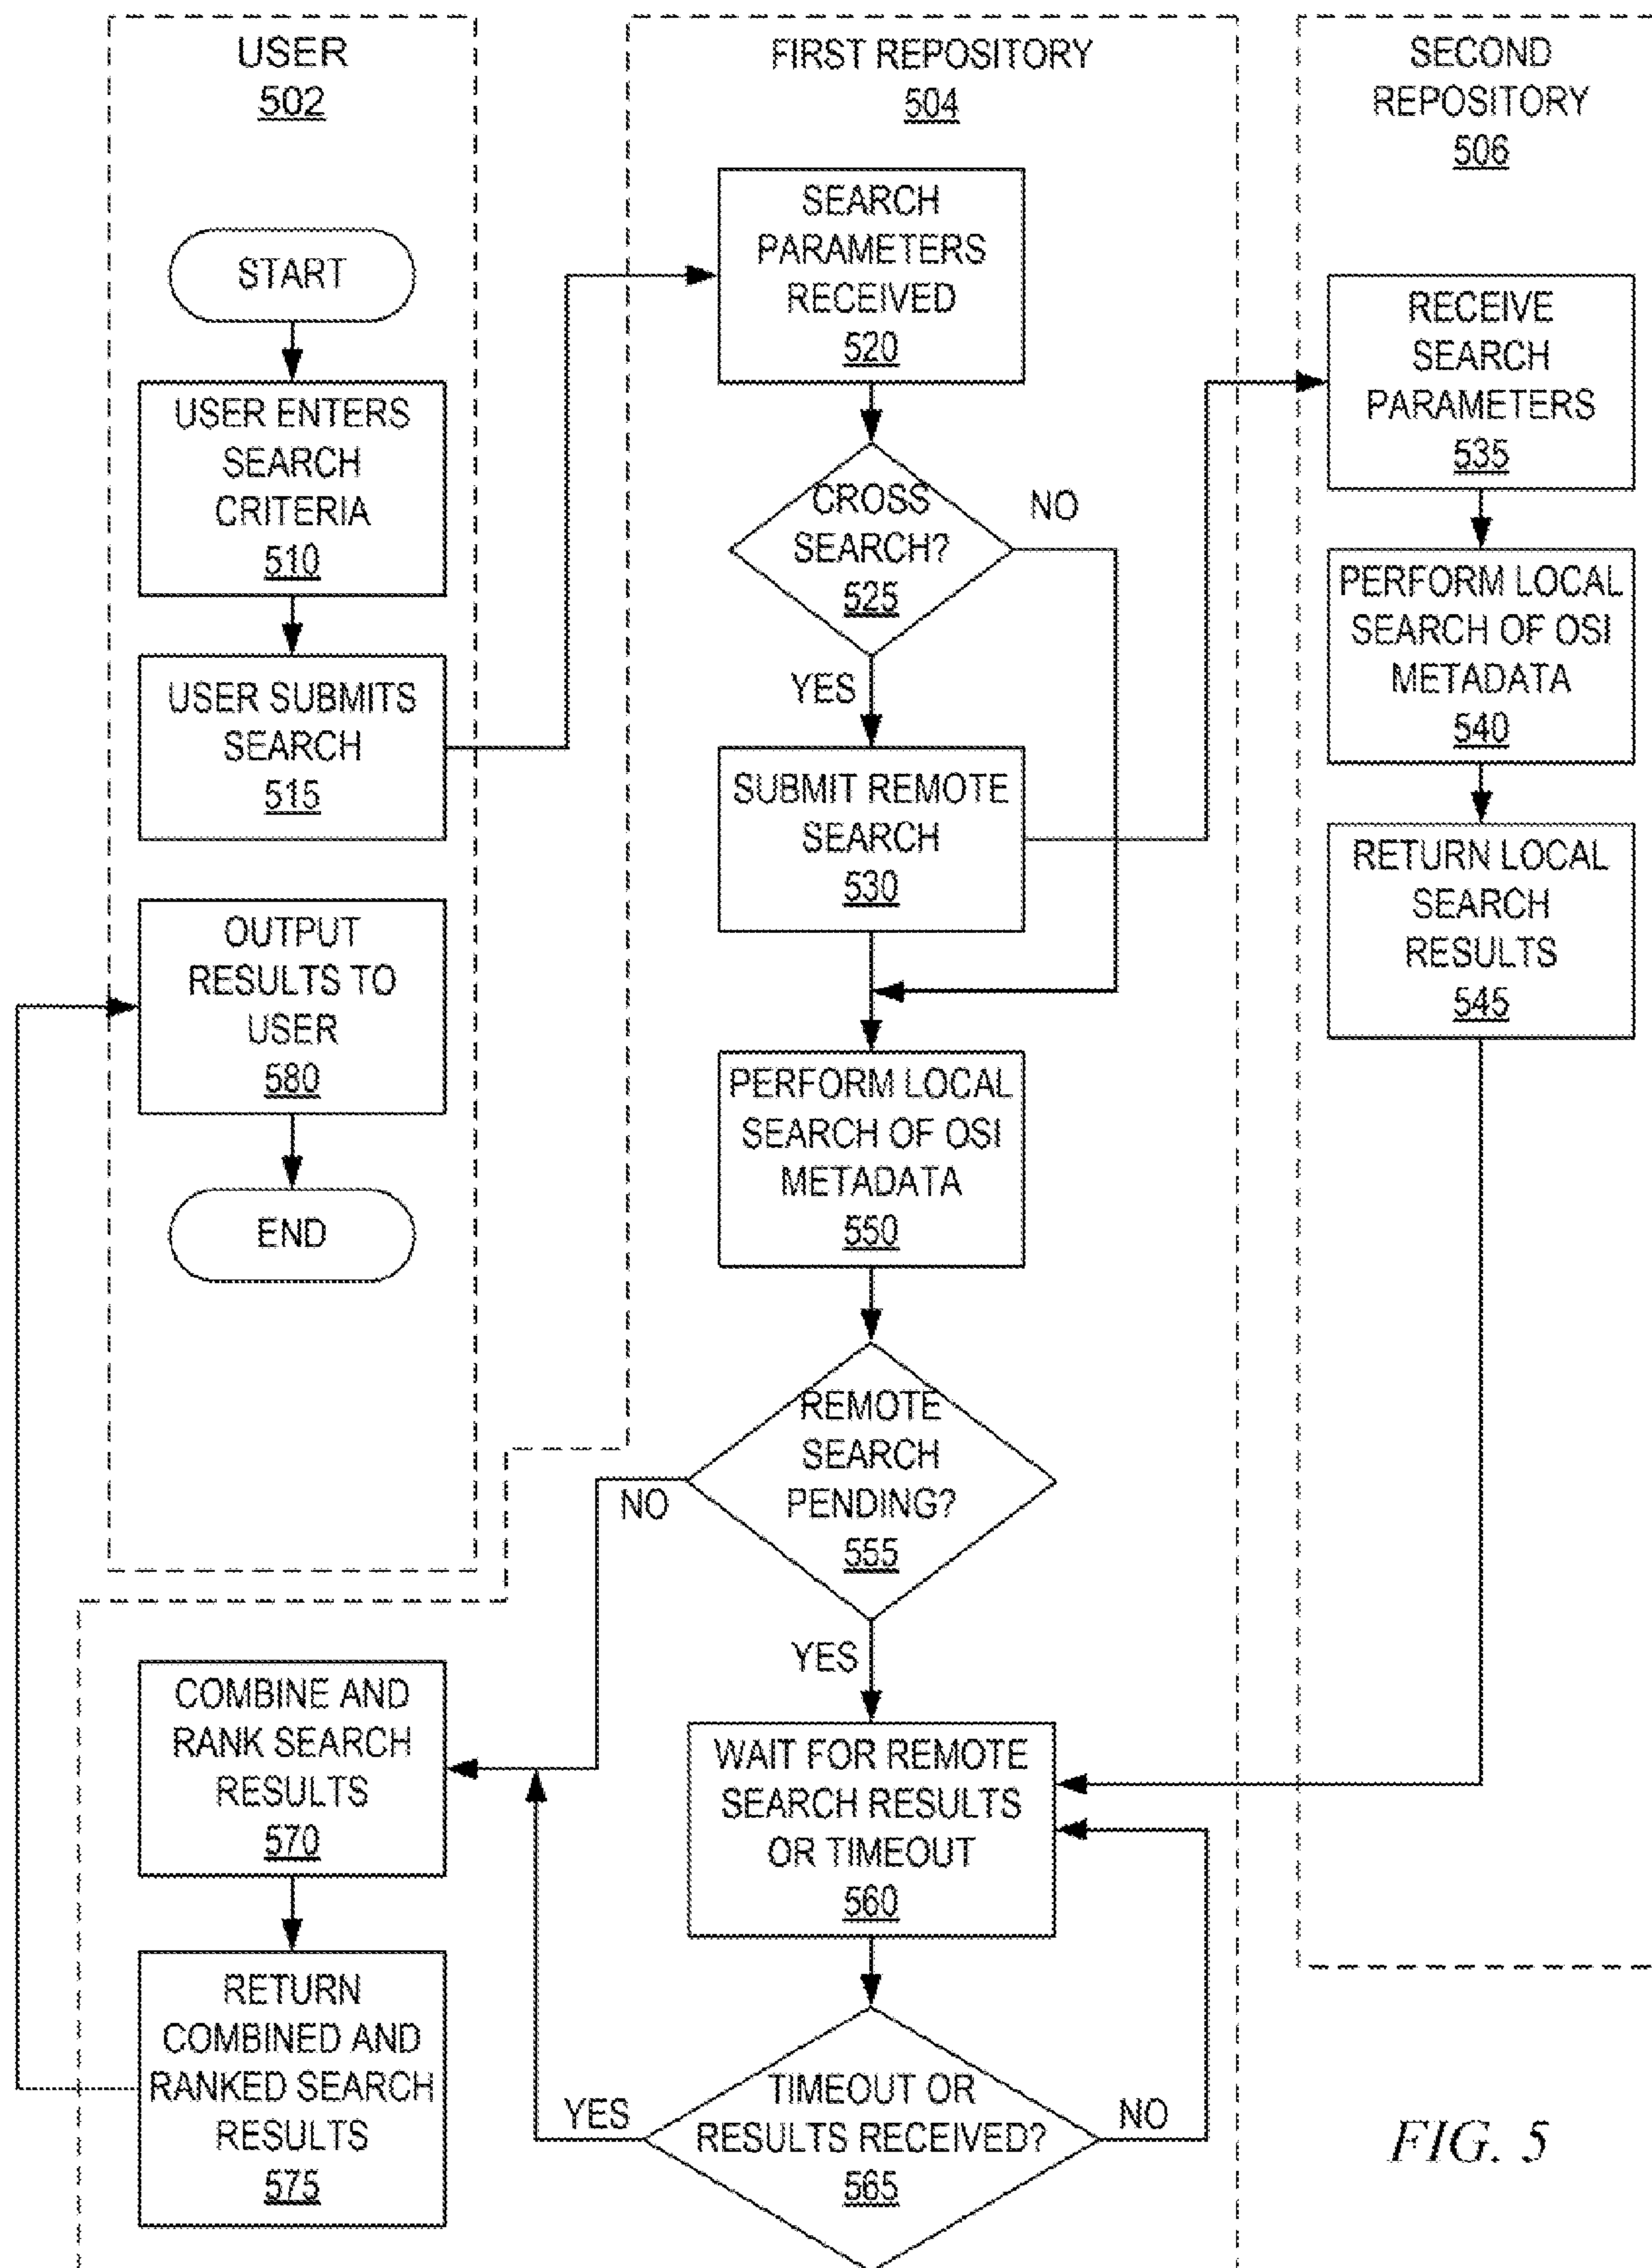 USER
502
START
USER ENTERS
SEARCH
CRITERIA
510
USER SUBMITS
SEARCH
515
OUTPUT
RESULTS TO
USER
580
END
FIRST REPOSITORY
504
SEARCH
PARAMETERS
RECEIVED
520
CROSS
SEARCH?
525
NO
YES
SUBMIT REMOTE
SEARCH
530
PERFORM LOCAL
SEARCH OF OSI
METADATA
550
REMOTE
SEARCH
PENDING?
555
NO
YES
WAIT FOR REMOTE
SEARCH RESULTS
OR TIMEOUT
560
TIMEOUT OR
RESULTS RECEIVED?
565
YES
NO
COMBINE AND
RANK SEARCH
RESULTS
570
RETURN
COMBINED AND
RANKED SEARCH
RESULTS
575
SECOND
REPOSITORY
506
RECEIVE
SEARCH
PARAMETERS
535
PERFORM LOCAL
SEARCH OF OSI
METADATA
540
RETURN LOCAL
SEARCH
RESULTS
545
FIG. 5